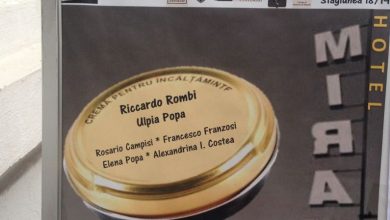 Stagiunea 18/19
HOTEL
MIRA
CREMA PENTRU INCALTAMINTE
Riccardo Rombi
Ulpia Popa
Rosario Campisi * Francesco Franzosi
Elena Popa * Alexandrina I. Costea